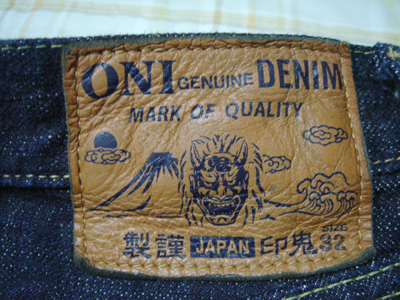 ONI GENUINE DENIM
MARK OF QUALITY
製謹 JAPAN 印鬼 SIZE 32